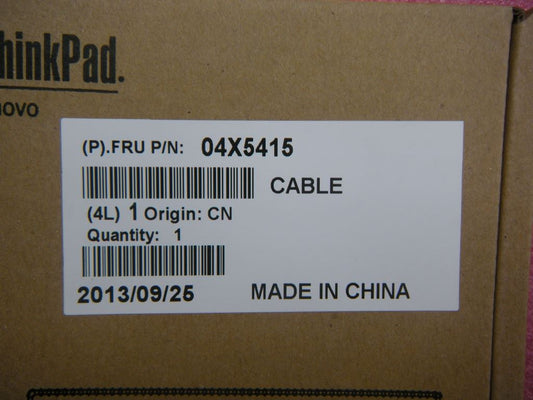 hinkPad.
novo
(P).FRU P/N: 04X5415
CABLE
(4L) 1 Origin: CN
Quantity: 1
2013/09/25 MADE IN CHINA